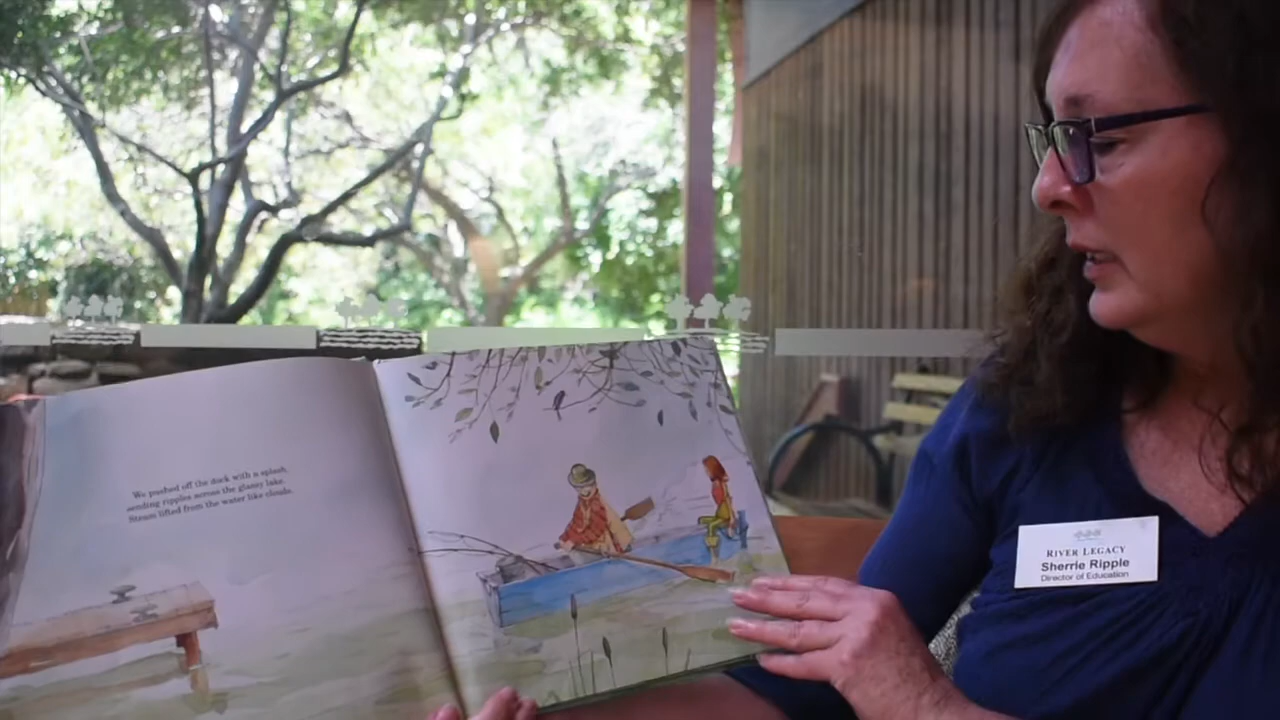 We pushed off the dock with a splash,
sending ripples across the glassy lake.
Steam lifted from the water like clouds.
RIVER LEGACY
Sherrie Ripple
Director of Education